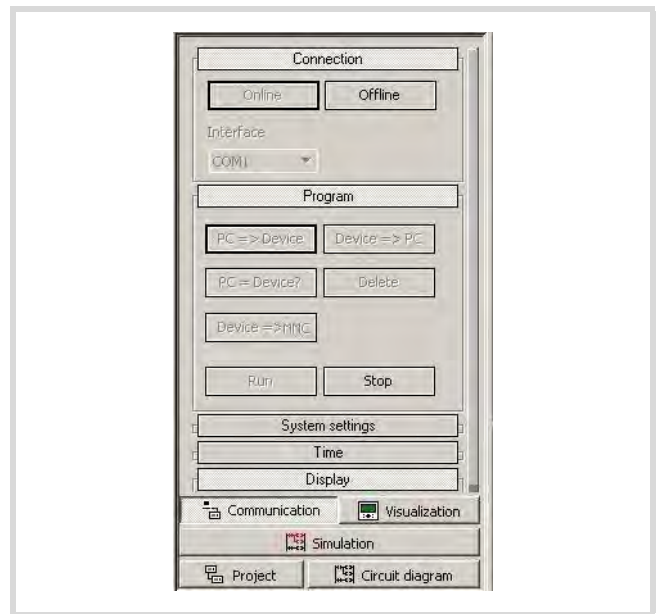 Connection
Online Offline
Interface
COM1
Program
PC => Device Device => PC
PC = Device? Delete
Device =>MMC
Run Stop
System settings
Time
Display
Communication Visualization
Simulation
Project Circuit diagram